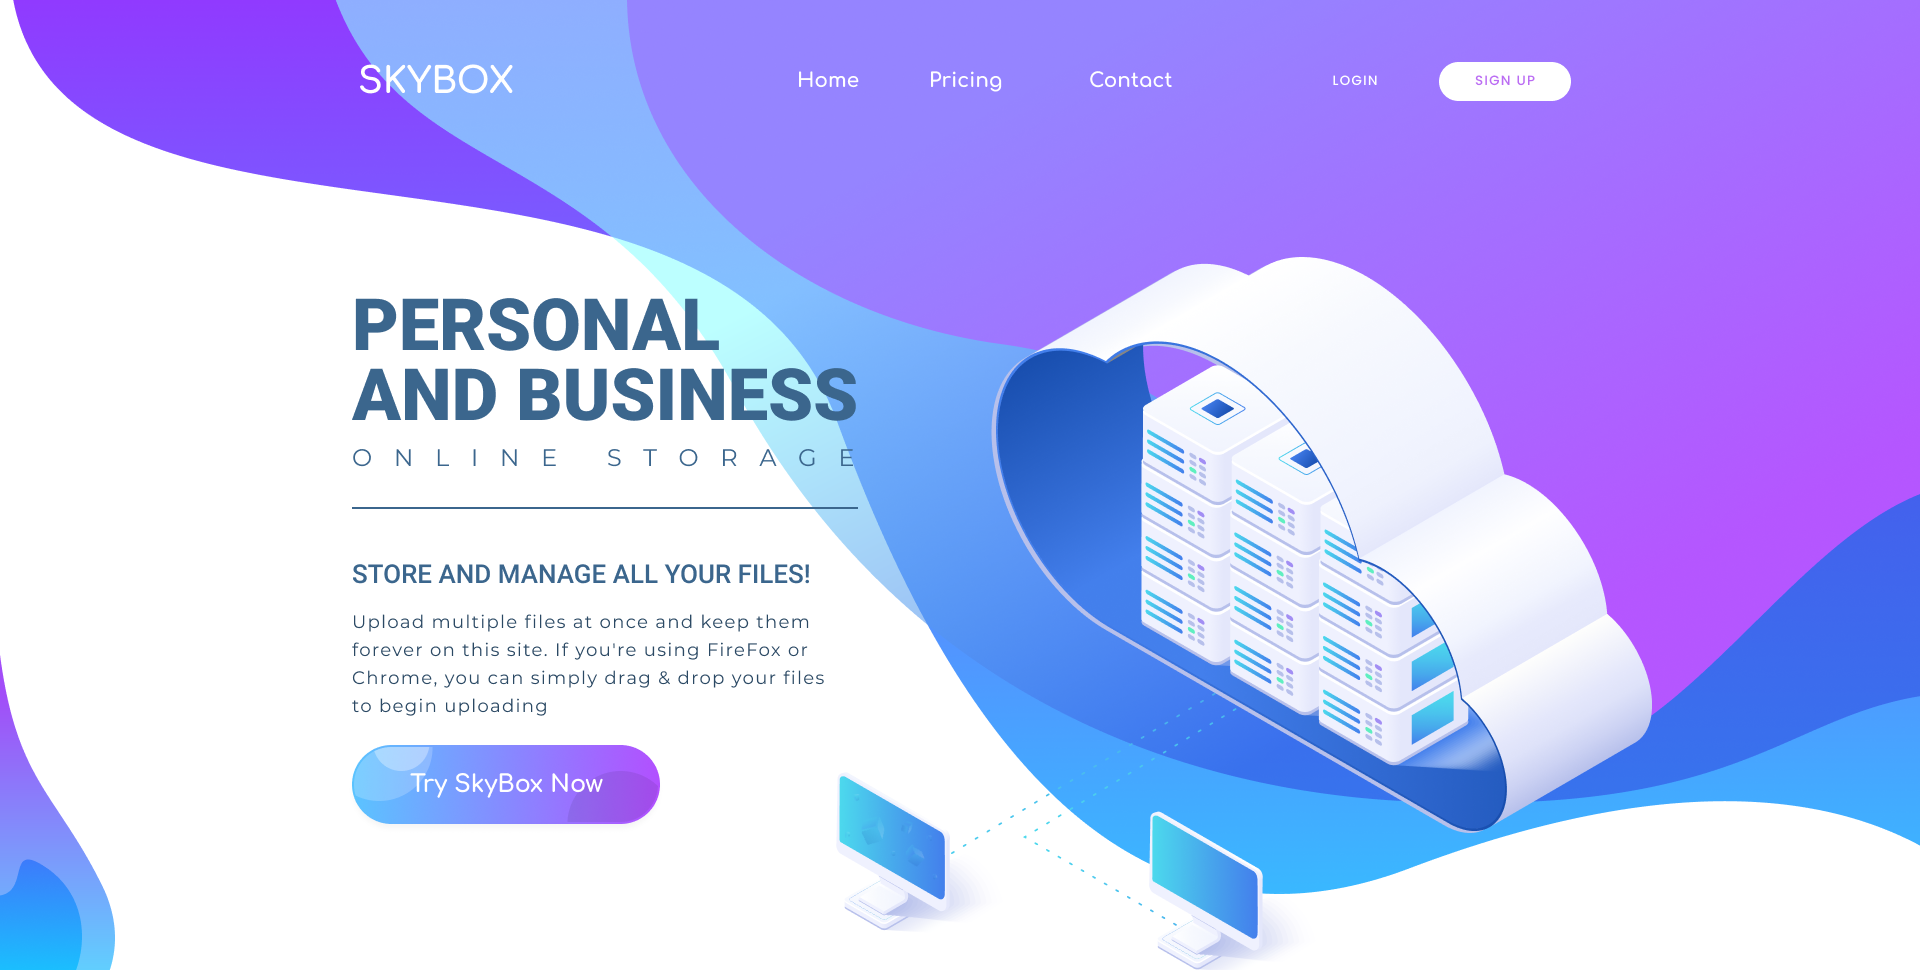 SKYBOX
Home
Pricing
Contact
LOGIN
SIGN UP
PERSONAL
AND BUSINESS
ONLINE STORAGE
STORE AND MANAGE ALL YOUR FILES!
Upload multiple files at once and keep them
forever on this site. If you're using FireFox or
Chrome, you can simply drag & drop your files
to begin uploading
Try SkyBox Now